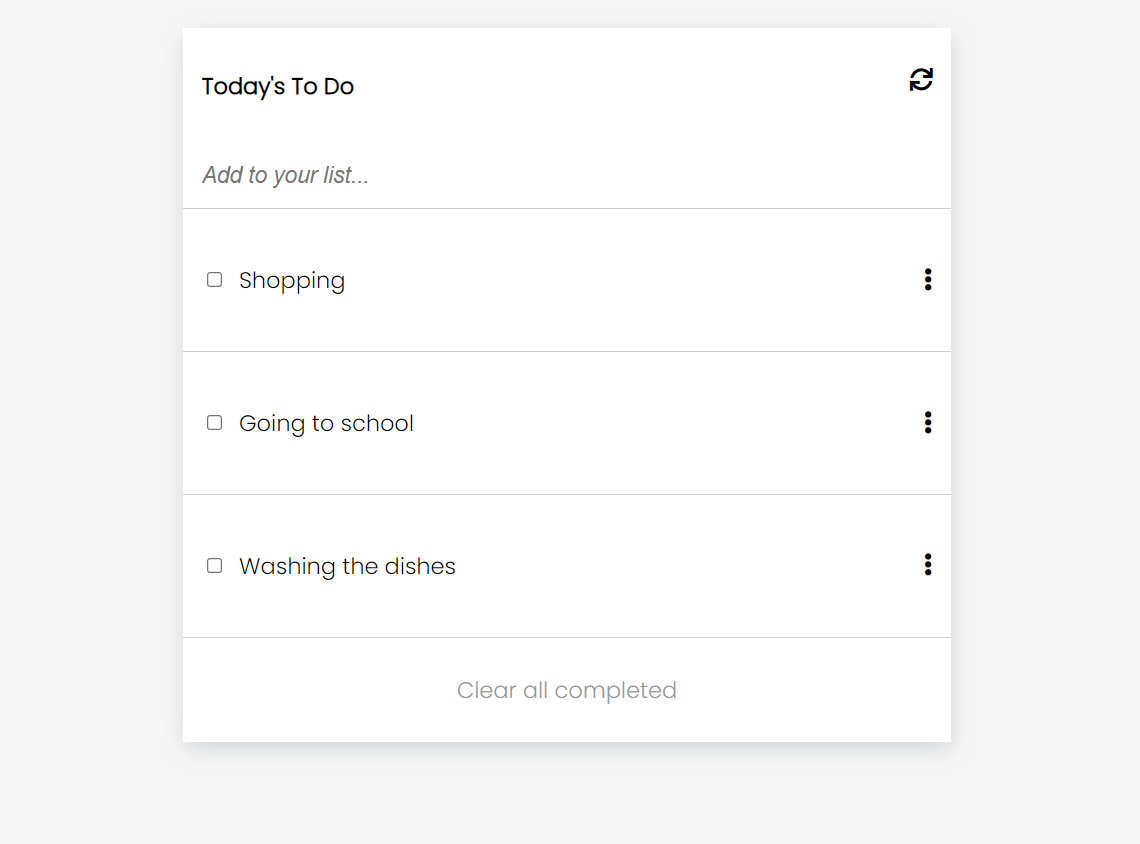 Today's To Do
Add to your list...
Shopping
Going to school
Washing the dishes
Clear all completed